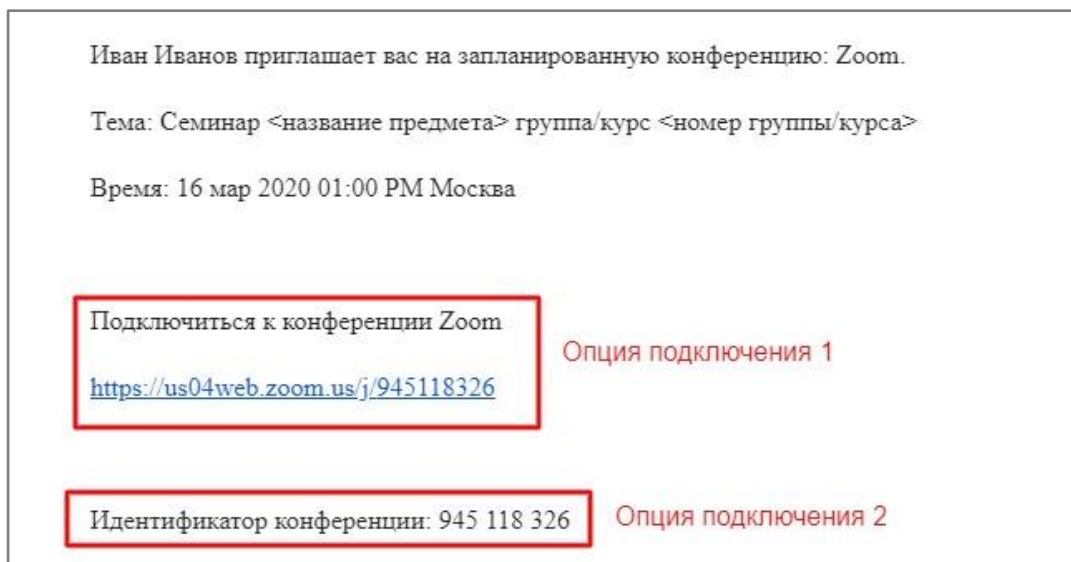 Иван Иванов приглашает вас на запланированную конференцию: Zoom.
Тема: Семинар <название предмета> группа/курс <номер группы/курса>
Время: 16 мар 2020 01:00 PM Москва
Подключиться к конференции Zoom
Опция подключения 1
https://us04web.zoom.us/j/945118326
Идентификатор конференции: 945 118 326
Опция подключения 2